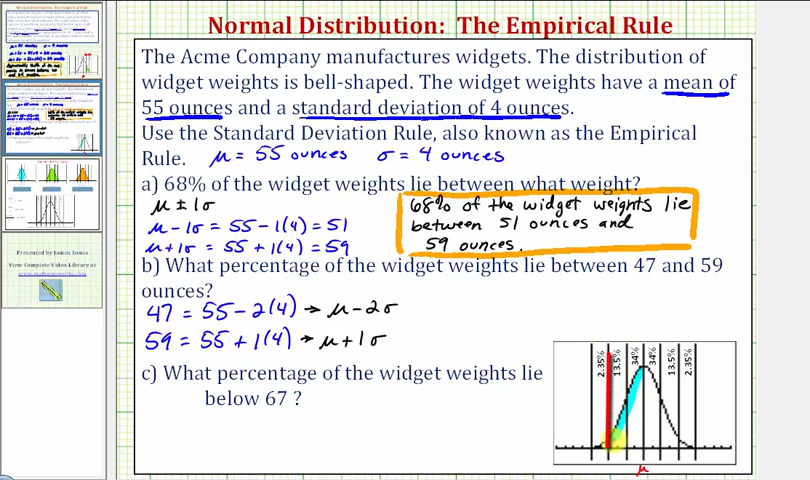 Normal Distribution: The Empirical Rule
The Acme Company manufactures widgets. The distribution of
widget weights is bell-shaped. The widget weights have a mean of
55 ounces and a standard deviation of 4 ounces.
Use the Standard Deviation Rule, also known as the Empirical
Rule. μ = 55 ounces σ = 4 ounces
a) 68% of the widget weights lie between what weight?
μ ± 1σ
μ - 1σ = 55 - 1(4) = 51
μ + 1σ = 55 + 1(4) = 59
68% of the widget weights lie
between 51 ounces and
59 ounces.
b) What percentage of the widget weights lie between 47 and 59
ounces?
47 = 55 - 2(4) → μ - 2σ
59 = 55 + 1(4) → μ + 1σ
c) What percentage of the widget weights lie
below 67 ?
2.35% 13.5% 34% 34% 13.5% 2.35%
μ
Presented by James Sousa
View Complete Video Library at